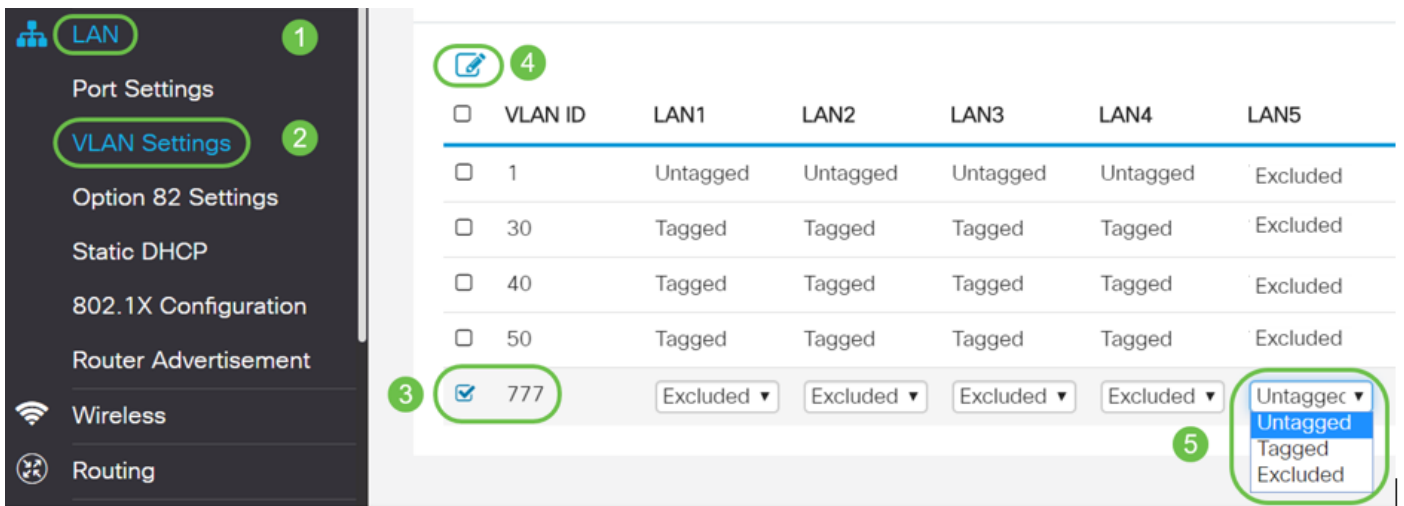 LAN
1
Port Settings
VLAN Settings
2
Option 82 Settings
Static DHCP
802.1X Configuration
Router Advertisement
Wireless
Routing
4
VLAN ID LAN1 LAN2 LAN3 LAN4 LAN5
1 Untagged Untagged Untagged Untagged Excluded
30 Tagged Tagged Tagged Tagged Excluded
40 Tagged Tagged Tagged Tagged Excluded
50 Tagged Tagged Tagged Tagged Excluded
3 777 Excluded Excluded Excluded Excluded Untaggec
Untagged
5
Tagged
Excluded